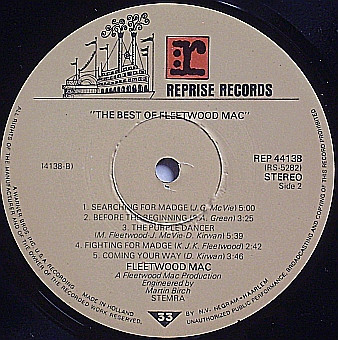 r
REPRISE RECORDS
"THE BEST OF FLEETWOOD MAC"
(4138-B)
REP 44138
(RS-5282)
STEREO
Side 2
1. SEARCHING FOR MADGE (J.G. McVie) 5:00
2. BEFORE THE BEGINNING (P.A. Green) 3:25
3. THE PURPLE DANCER
(M. Fleetwood-J. McVie-D. Kirwan) 5:39
4. FIGHTING FOR MADGE (K.J.K. Fleetwood) 2:42
5. COMING YOUR WAY (D. Kirwan) 3:46
FLEETWOOD MAC
A Fleetwood Mac Production
Engineered by
Martin Birch
STEMRA
MADE IN HOLLAND
33
BY N.V. NEGRAM-HAARLEM
ALL RIGHTS OF THE MANUFACTURER AND OF THE OWNER OF THE RECORDED WORK RESERVED
UNAUTHORIZED PUBLIC PERFORMANCE, BROADCASTING AND COPYING OF THIS RECORD PROHIBITED